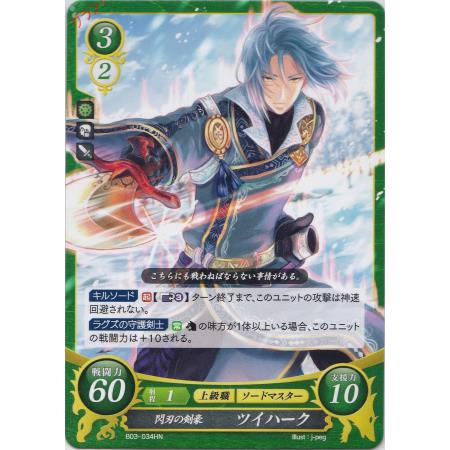 3
2
こちらにも戦わねばならない事情がある。
キルソード 起【3】ターン終了まで、このユニットの攻撃は神速
回避されない。
ラグズの守護剣士 常 の味方が1体以上いる場合、このユニット
の戦闘力は+10される。
戦闘力
60
射程 1 上級職 ソードマスター
支援力
10
閃刃の剣豪 ツイハーク
B03-034HN Illust:j-peg